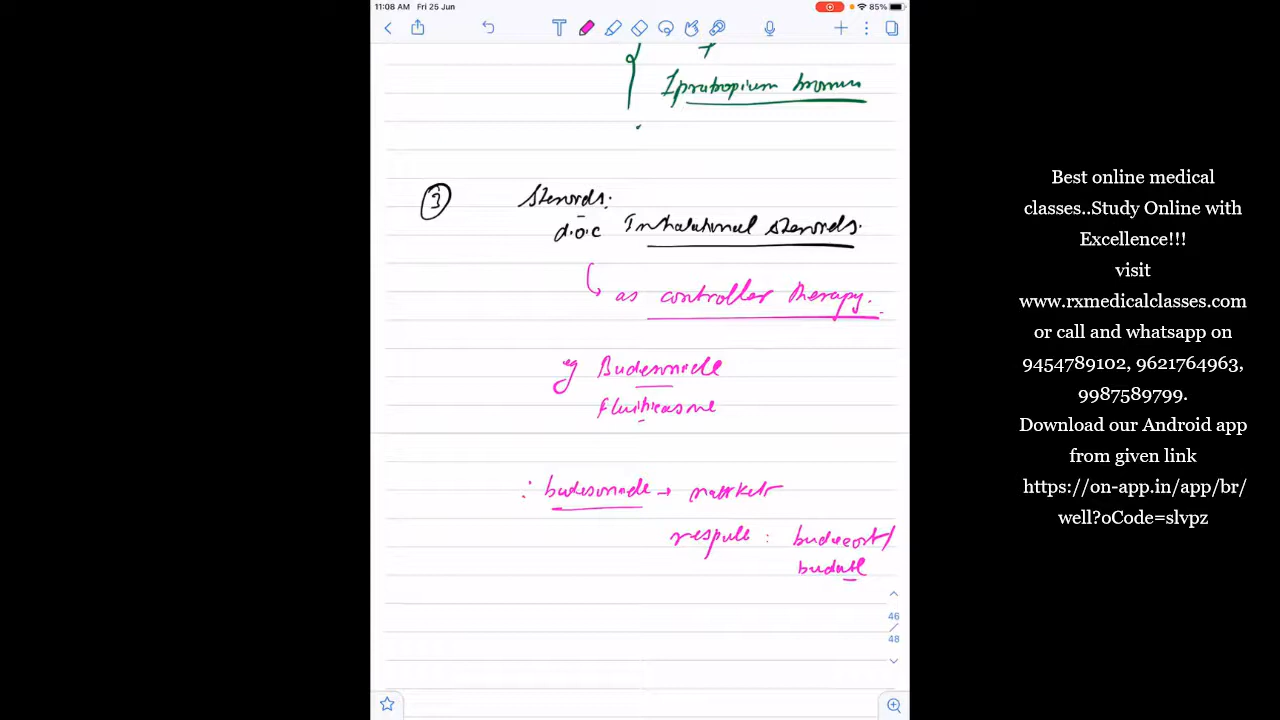 11:08 AM Fri 25 Jun
85%
Ipratropium bromu
3
Steroids:
d.o.c Inhalational steroids.
as controller therapy.
eg Budesonide
Fluticasone
∴ budesonide → market
respule : budecort/
budate
46
/
48
Best online medical
classes..Study Online with
Excellence!!!
visit
www.rxmedicalclasses.com
or call and whatsapp on
9454789102, 9621764963,
9987589799.
Download our Android app
from given link
https://on-app.in/app/br/
well?oCode=slvpz